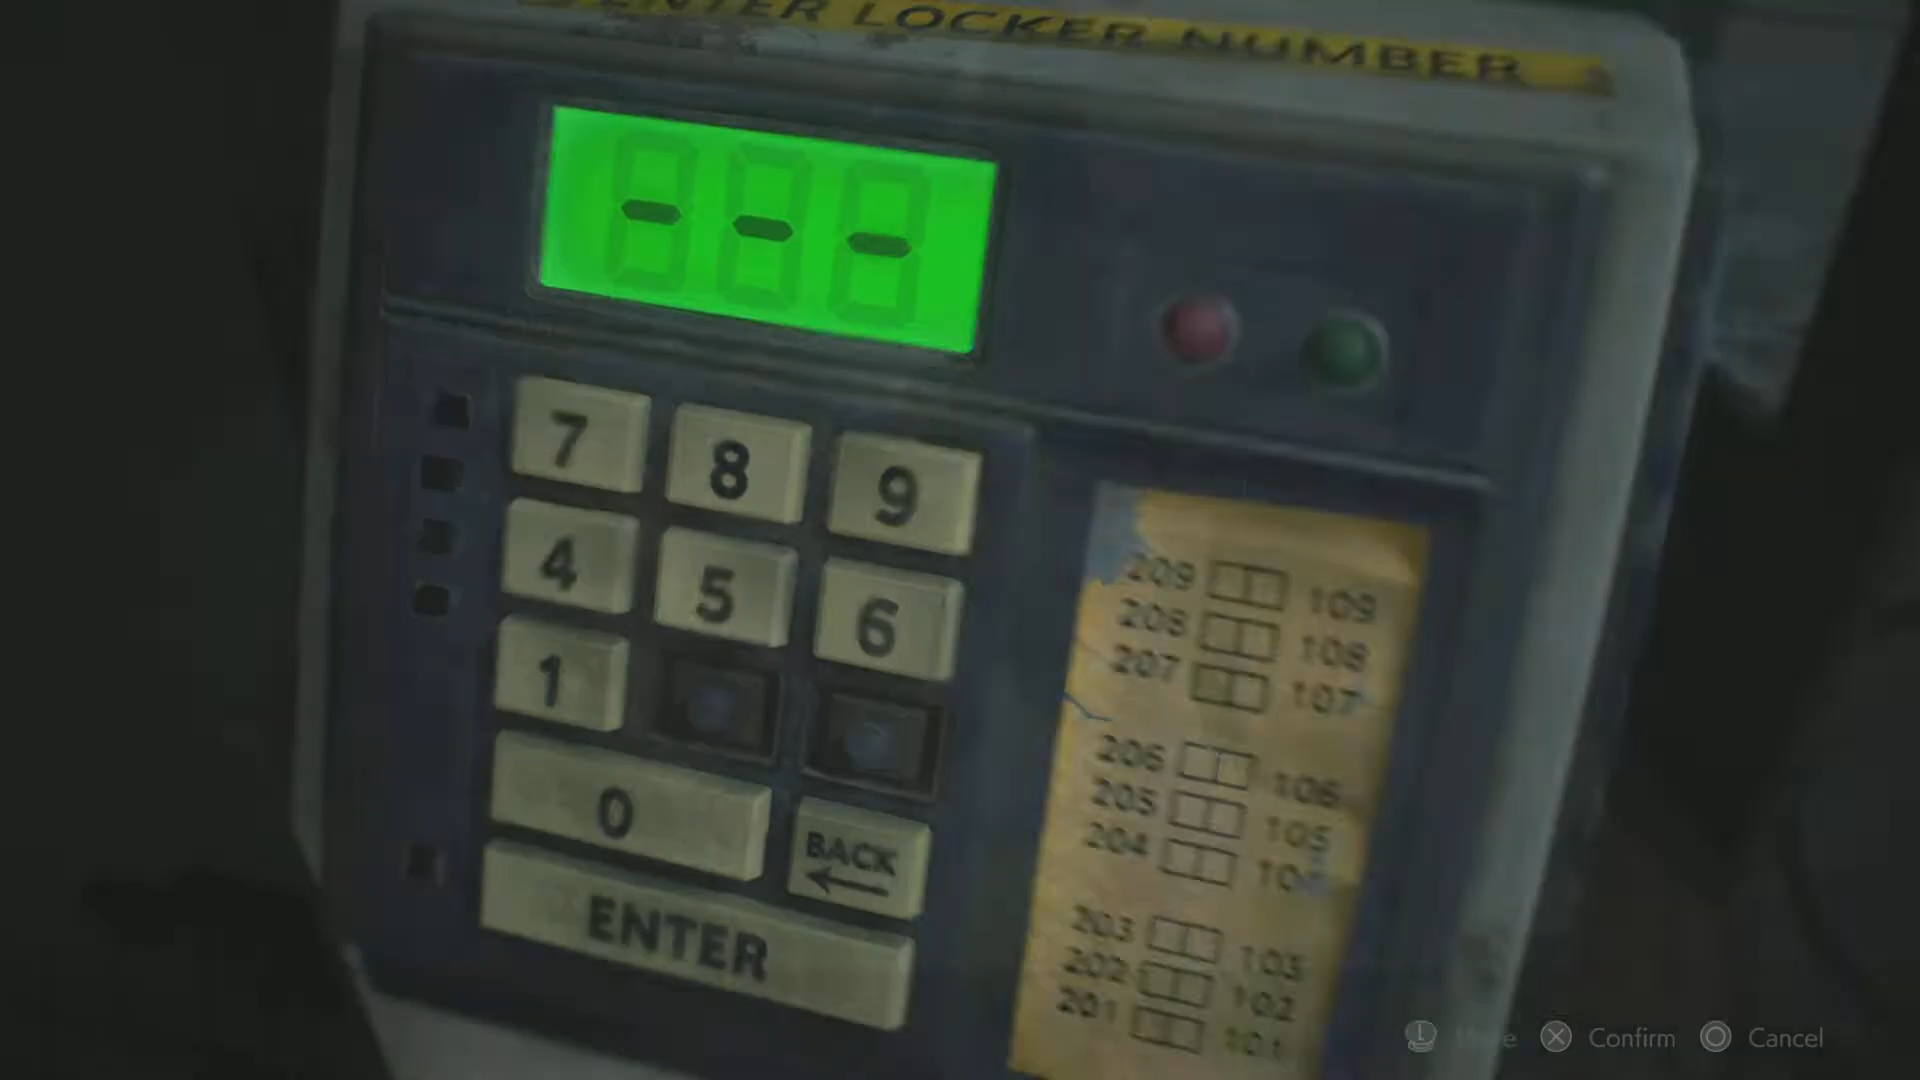 ENTER LOCKER NUMBER
7 8 9
4 5 6
1
0 BACK
ENTER
209 109
208 108
207 107
206 106
205 105
204
203 103
202 102
201 101
Confirm Cancel